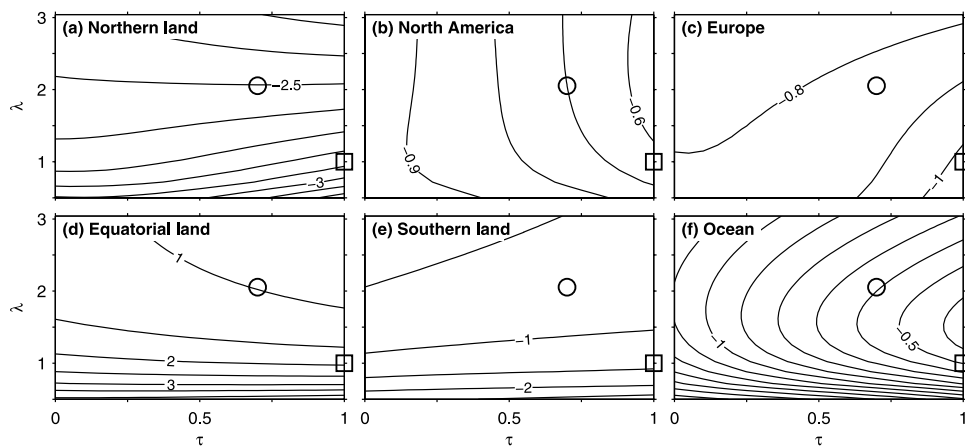 (a) Northern land
(b) North America
(c) Europe
3
2
1
λ
−2.5
−3
−0.9
−0.6
−0.8
−1
(d) Equatorial land
(e) Southern land
(f) Ocean
3
2
1
λ
1
2
3
−1
−2
−1
−0.5
0 0.5 1 0 0.5 1 0 0.5 1
τ τ τ